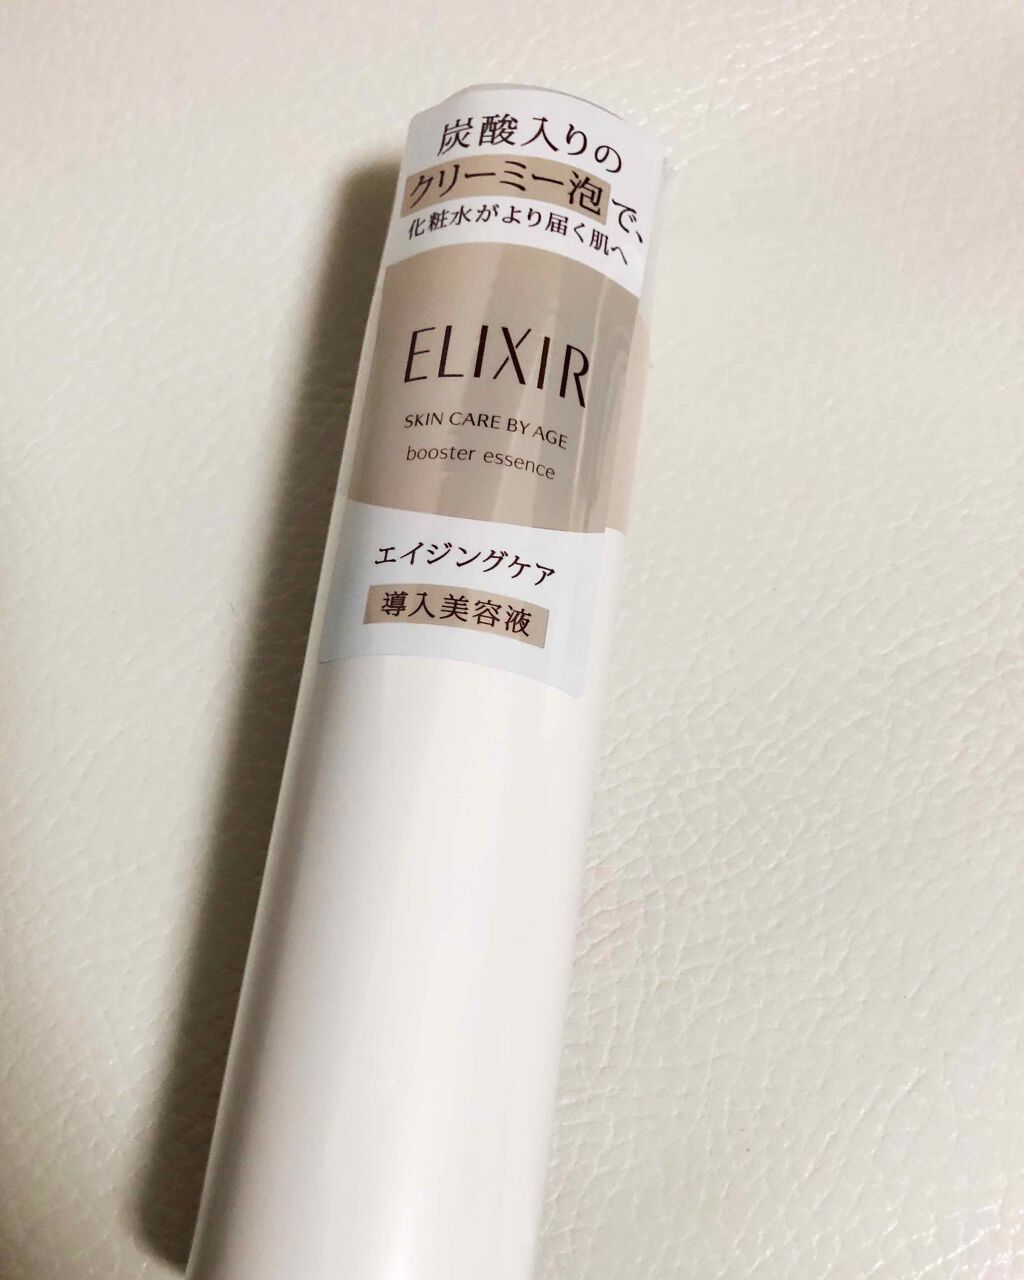 炭酸入りの
クリーミー泡で、
化粧水がより届く肌へ
ELIXIR
SKIN CARE BY AGE
booster essence
エイジングケア
導入美容液